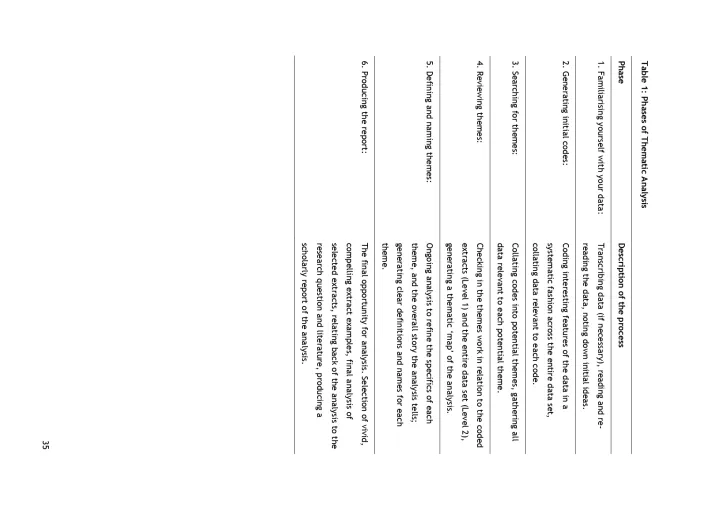 Table 1: Phases of Thematic Analysis
Phase Description of the process
1. Familiarising yourself with your data: Transcribing data (if necessary), reading and re-
reading the data, noting down initial ideas.
2. Generating initial codes: Coding interesting features of the data in a
systematic fashion across the entire data set,
collating data relevant to each code.
3. Searching for themes: Collating codes into potential themes, gathering all
data relevant to each potential theme.
4. Reviewing themes: Checking in the themes work in relation to the coded
extracts (Level 1) and the entire data set (Level 2),
generating a thematic 'map' of the analysis.
5. Defining and naming themes: Ongoing analysis to refine the specifics of each
theme, and the overall story the analysis tells;
generating clear definitions and names for each
theme.
6. Producing the report: The final opportunity for analysis. Selection of vivid,
compelling extract examples, final analysis of
selected extracts, relating back of the analysis to the
research question and literature, producing a
scholarly report of the analysis.
35